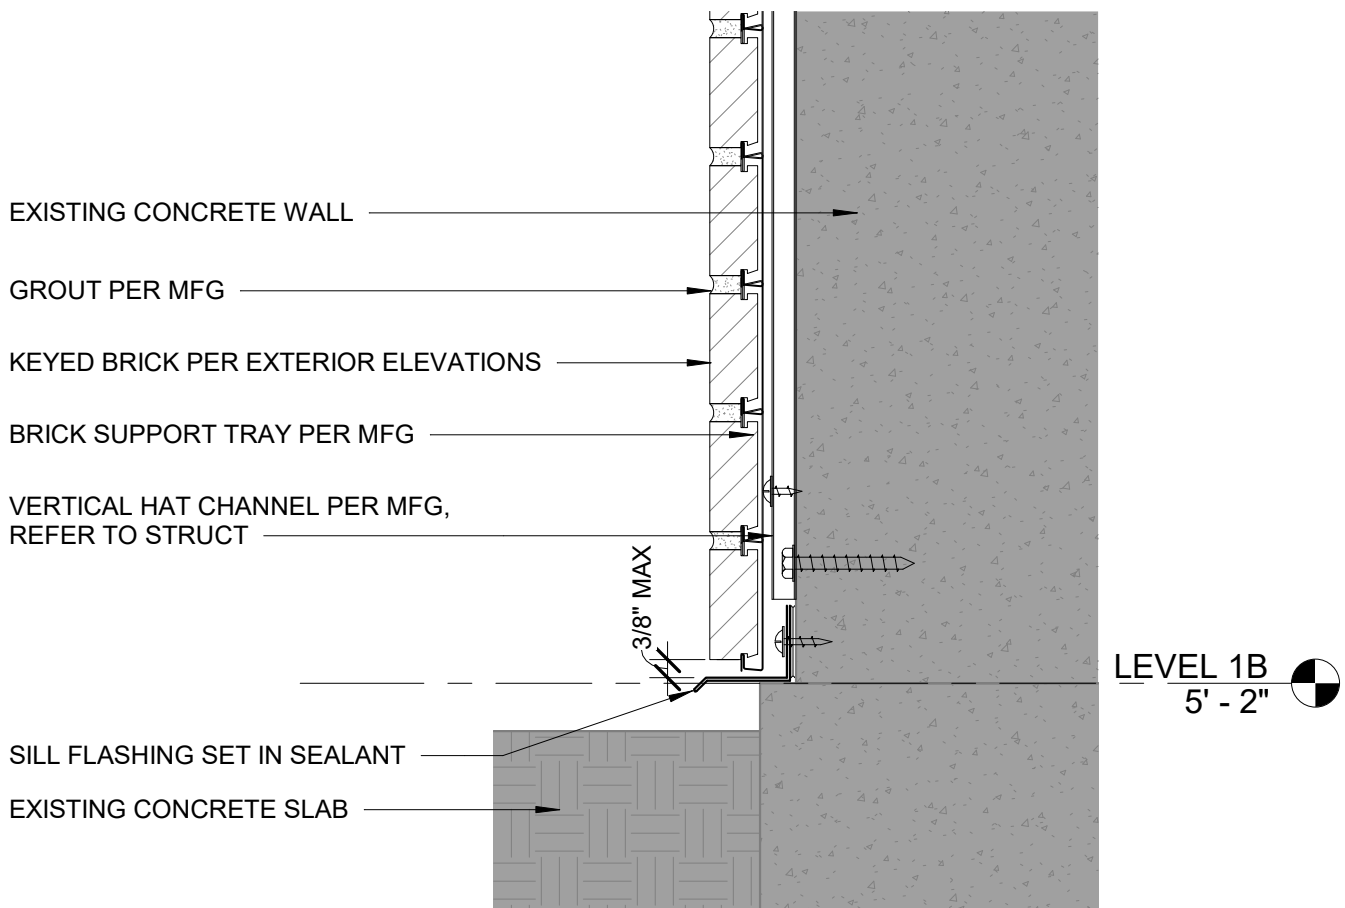 EXISTING CONCRETE WALL
GROUT PER MFG
KEYED BRICK PER EXTERIOR ELEVATIONS
BRICK SUPPORT TRAY PER MFG
VERTICAL HAT CHANNEL PER MFG,
REFER TO STRUCT
3/8" MAX
LEVEL 1B
5' - 2"
SILL FLASHING SET IN SEALANT
EXISTING CONCRETE SLAB